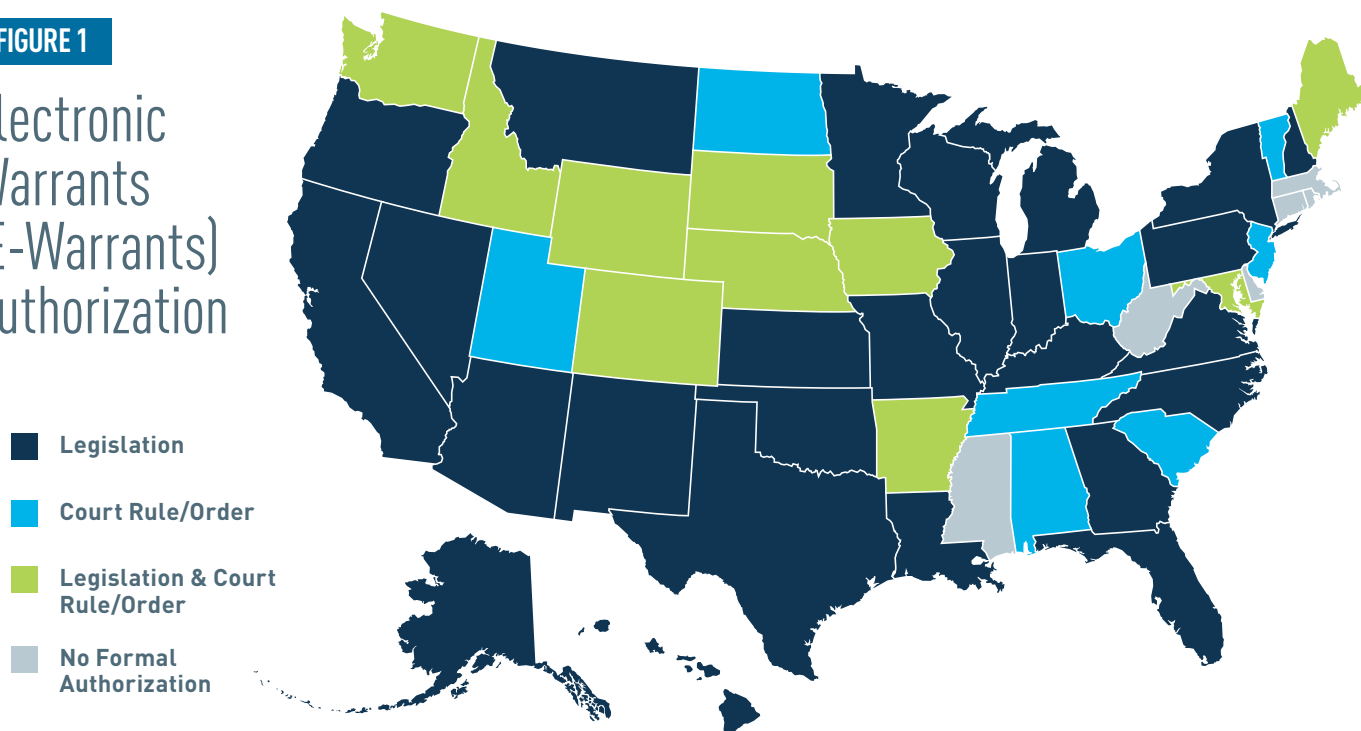 FIGURE 1
lectronic
Warrants
E-Warrants)
uthorization
Legislation
Court Rule/Order
Legislation & Court
Rule/Order
No Formal
Authorization